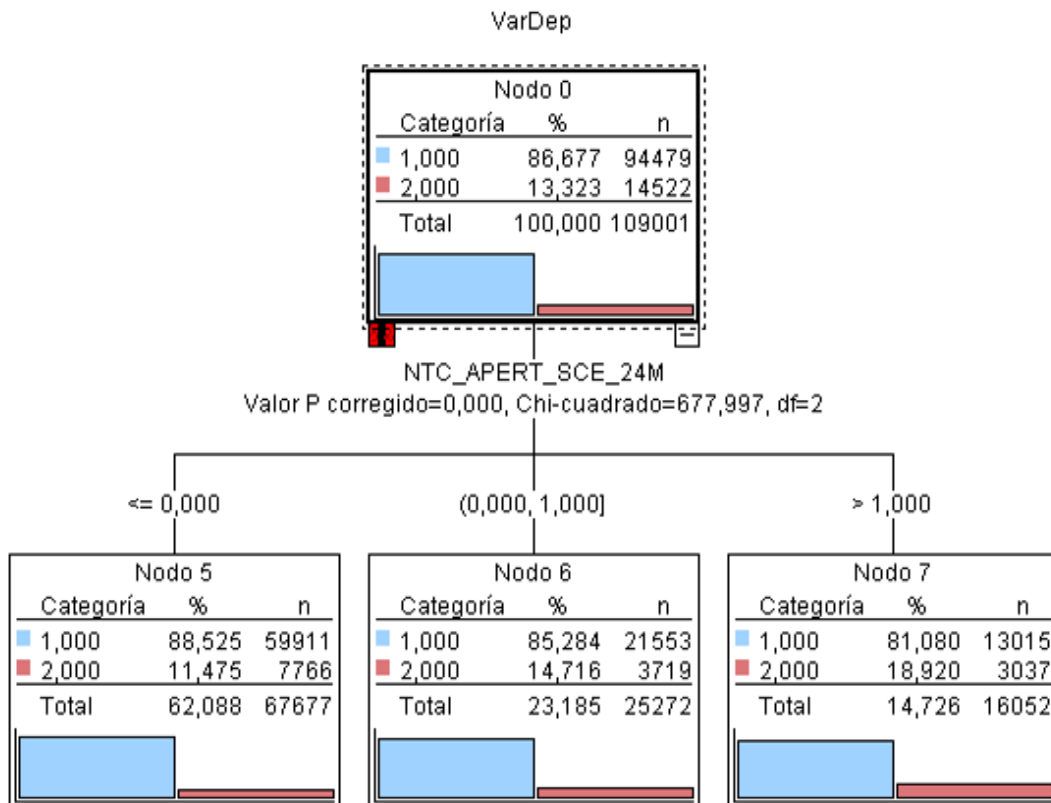 VarDep
Nodo 0
Categoría % n
1,000 86,677 94479
2,000 13,323 14522
Total 100,000 109001
NTC_APERT_SCE_24M
Valor P corregido=0,000, Chi-cuadrado=677,997, df=2
<= 0,000 (0,000, 1,000] > 1,000
Nodo 5
Categoría % n
1,000 88,525 59911
2,000 11,475 7766
Total 62,088 67677
Nodo 6
Categoría % n
1,000 85,284 21553
2,000 14,716 3719
Total 23,185 25272
Nodo 7
Categoría % n
1,000 81,080 13015
2,000 18,920 3037
Total 14,726 16052